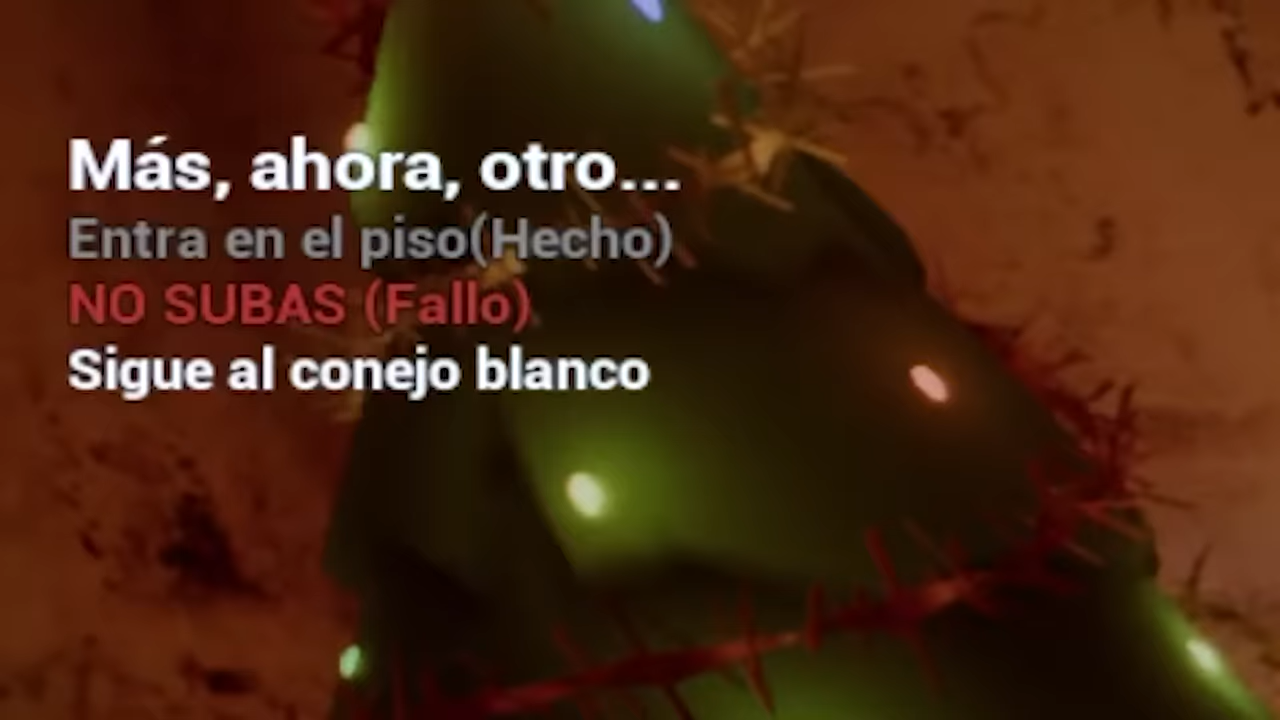 Más, ahora, otro...
Entra en el piso(Hecho)
NO SUBAS (Fallo)
Sigue al conejo blanco